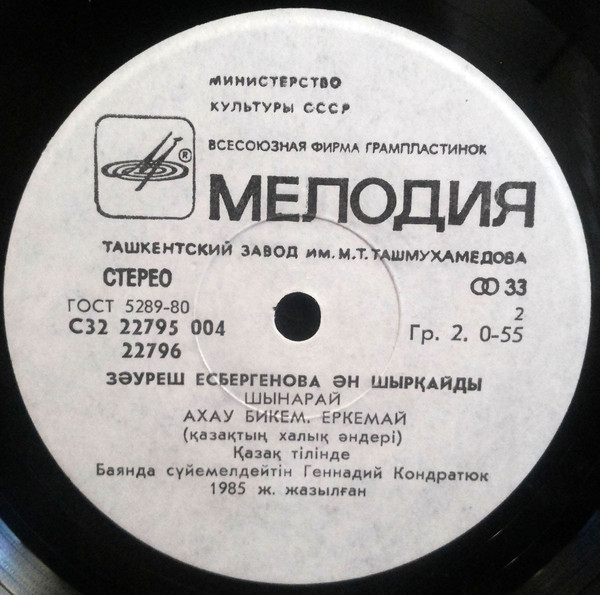 МИНИСТЕРСТВО
КУЛЬТУРЫ СССР
ВСЕСОЮЗНАЯ ФИРМА ГРАМПЛАСТИНОК
®
МЕЛОДИЯ
ТАШКЕНТСКИЙ ЗАВОД ИМ. М. Т. ТАШМУХАМЕДОВА
СТЕРЕО
33
ГОСТ 5289-80
2
С32 22795 004
Гр. 2, 0-55
22796
ЗӘУРЕШ ЕСБЕРГЕНОВА ӘН ШЫРҚАЙДЫ
ШЫНАРАЙ
АХАУ БИКЕМ. ЕРКЕМАЙ
(қазақтың халық әндері)
Қазақ тілінде
Баянда сүйемелдейтін Геннадий Кондратюк
1985 ж. жазылған